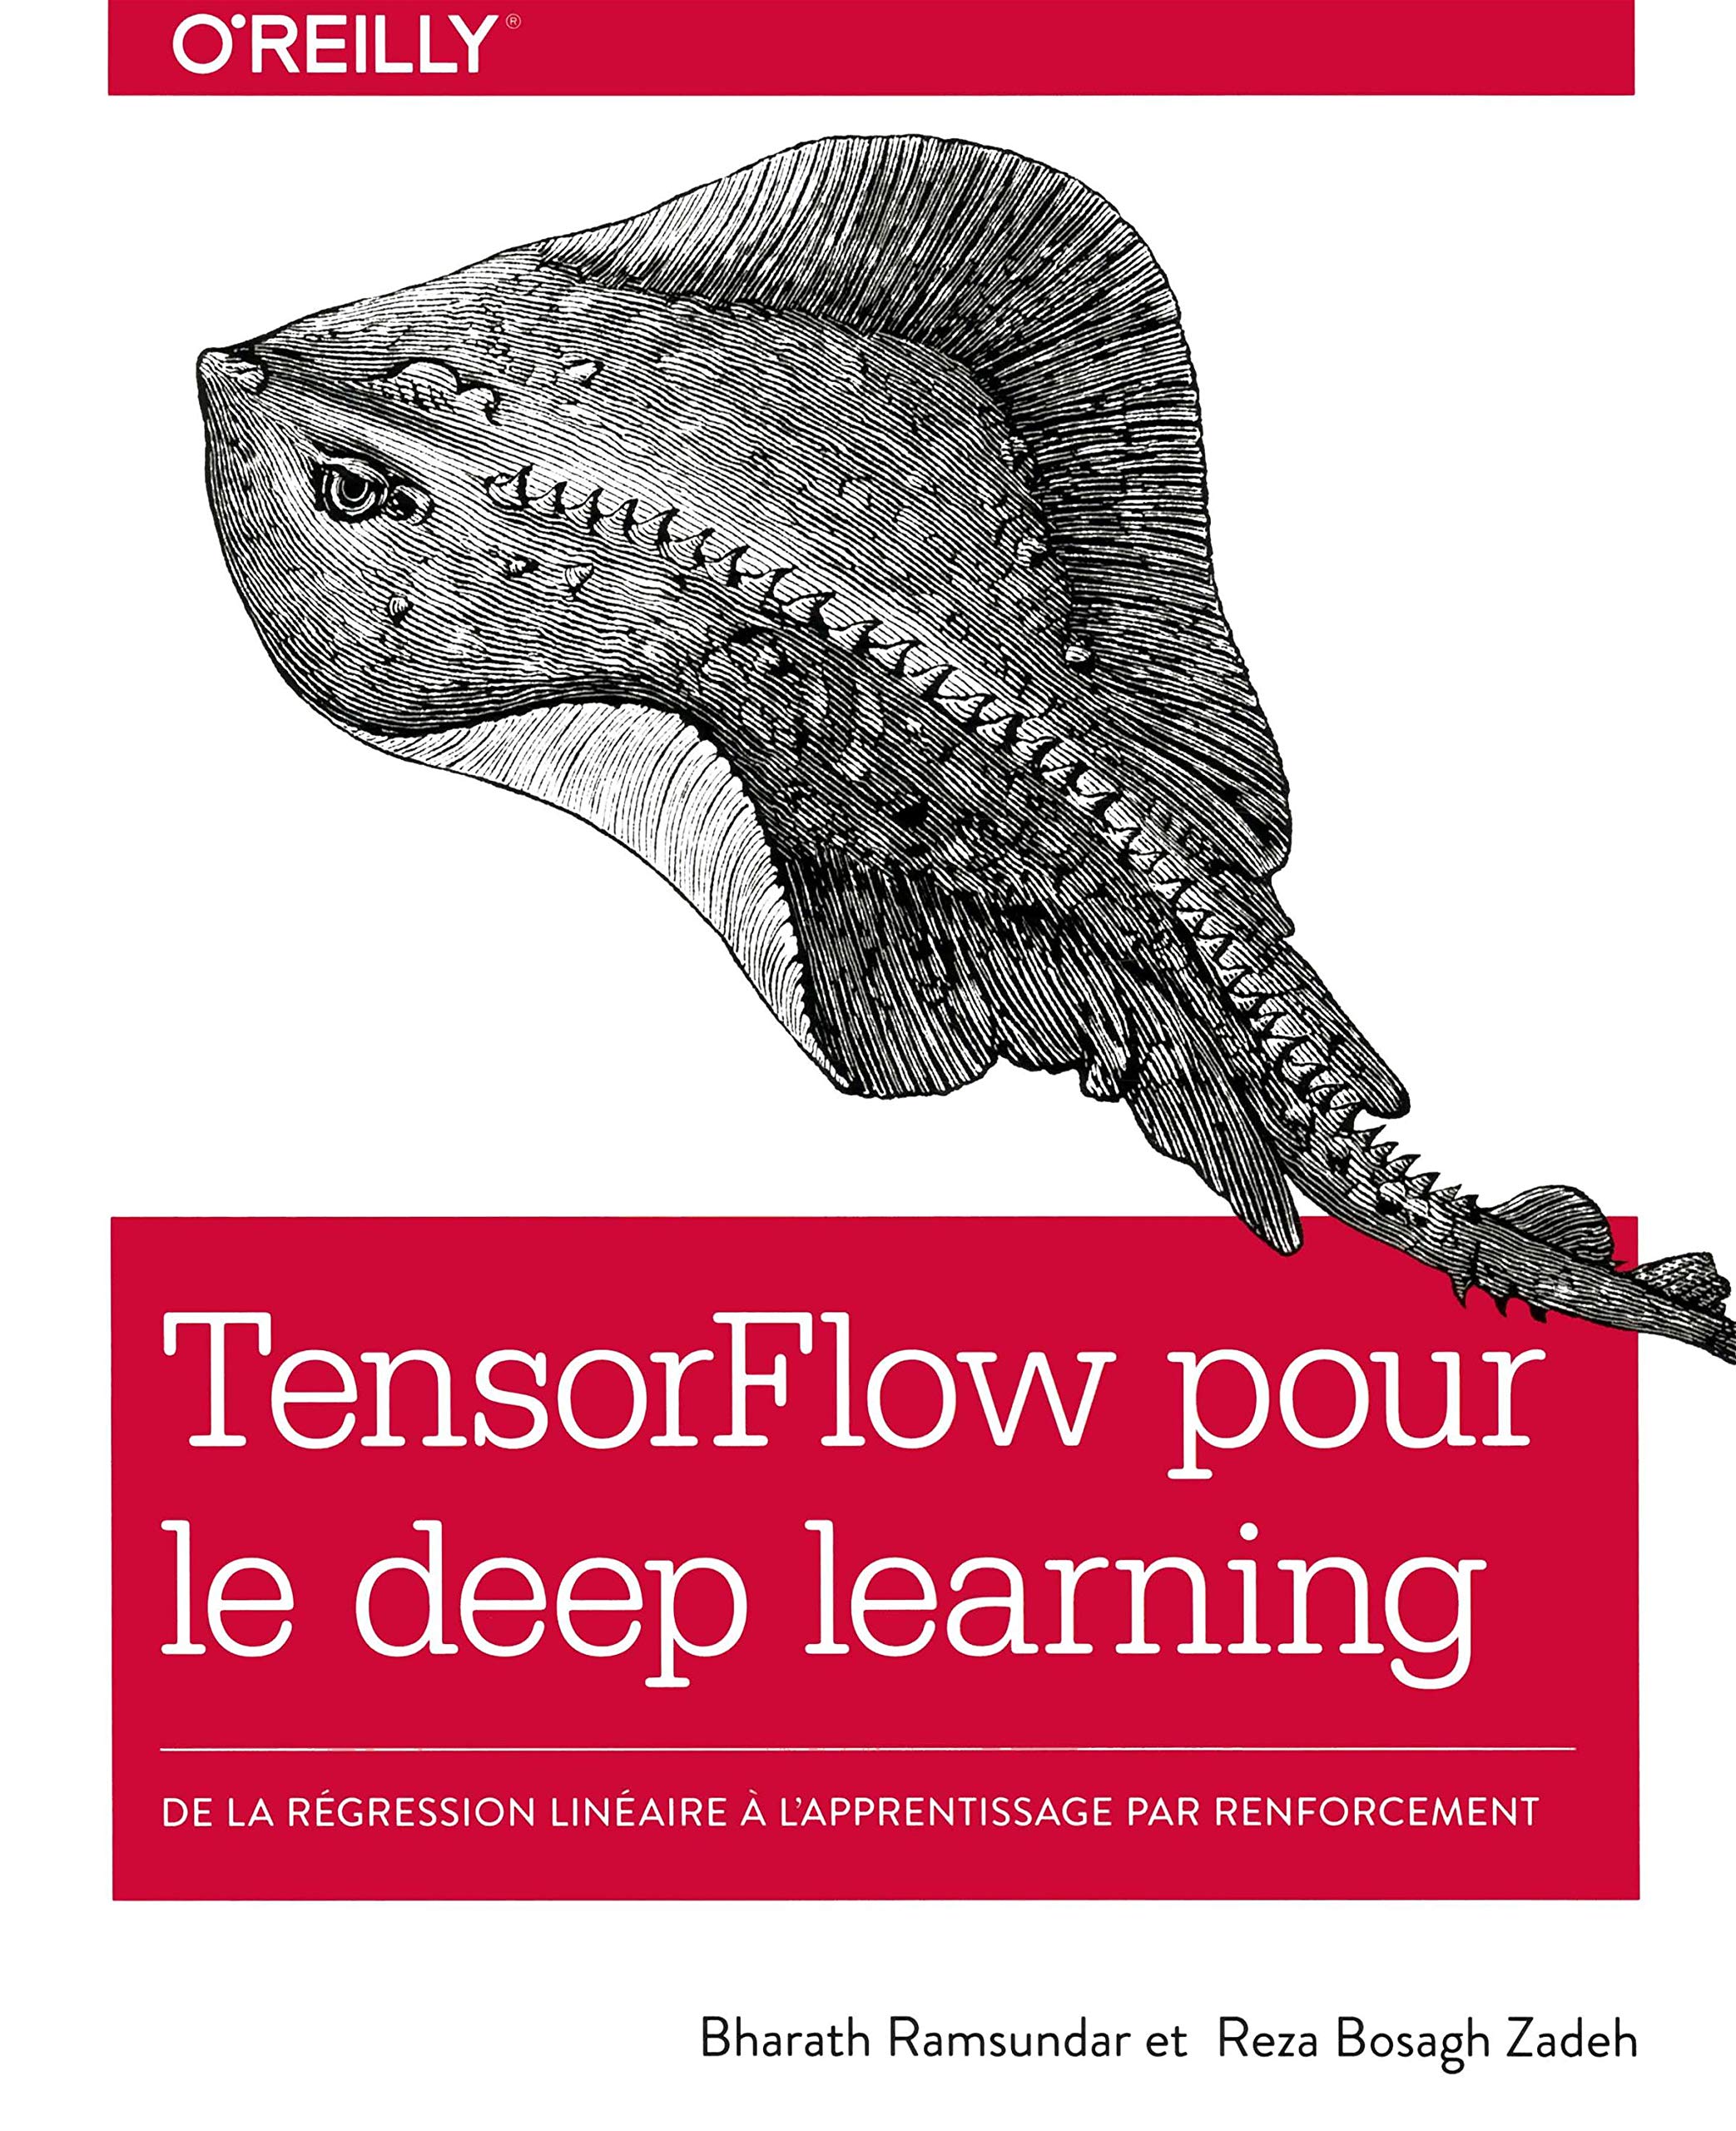 O'REILLY®
TensorFlow pour
le deep learning
DE LA RÉGRESSION LINÉAIRE À L'APPRENTISSAGE PAR RENFORCEMENT
Bharath Ramsundar et Reza Bosagh Zadeh